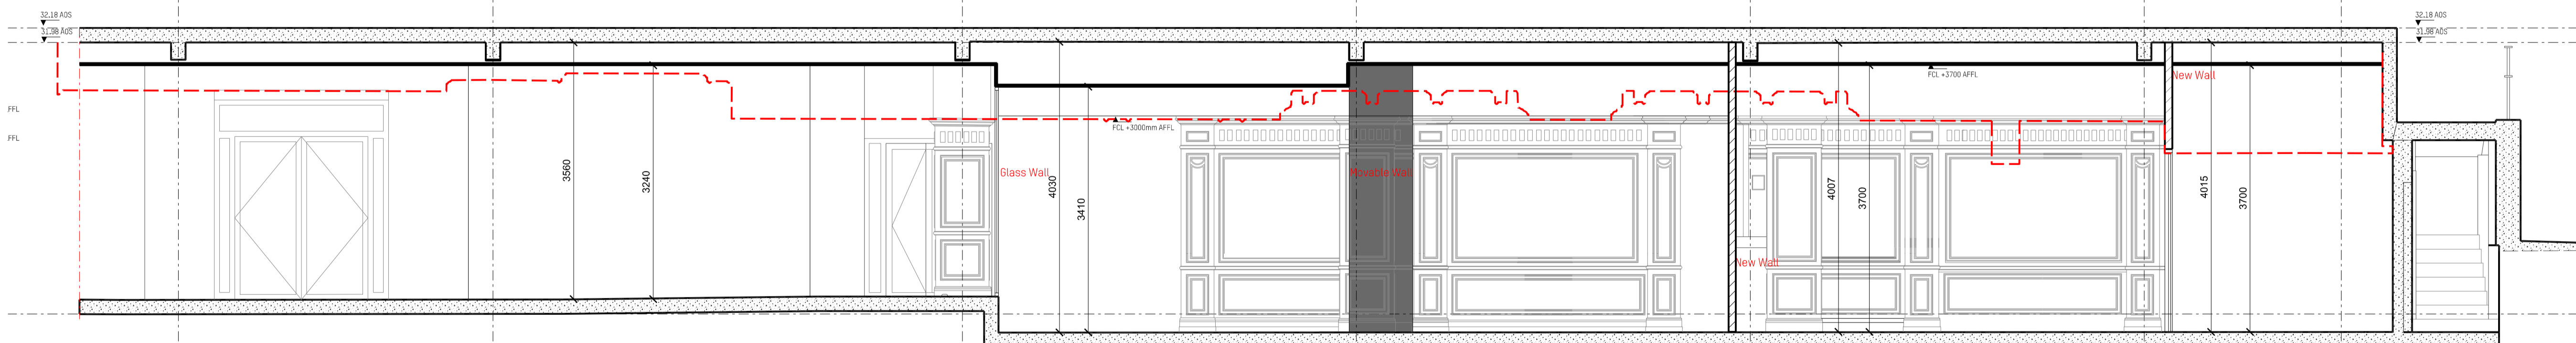 32.18 AOS
31.98 AOS
32.18 AOS
31.98 AOS
FCL +3700 AFFL
New Wall
FFL
FCL +3000mm AFFL
FFL
3560
3240
Glass Wall
4030
3410
Movable Wall
4007
3700
4015
3700
New Wall